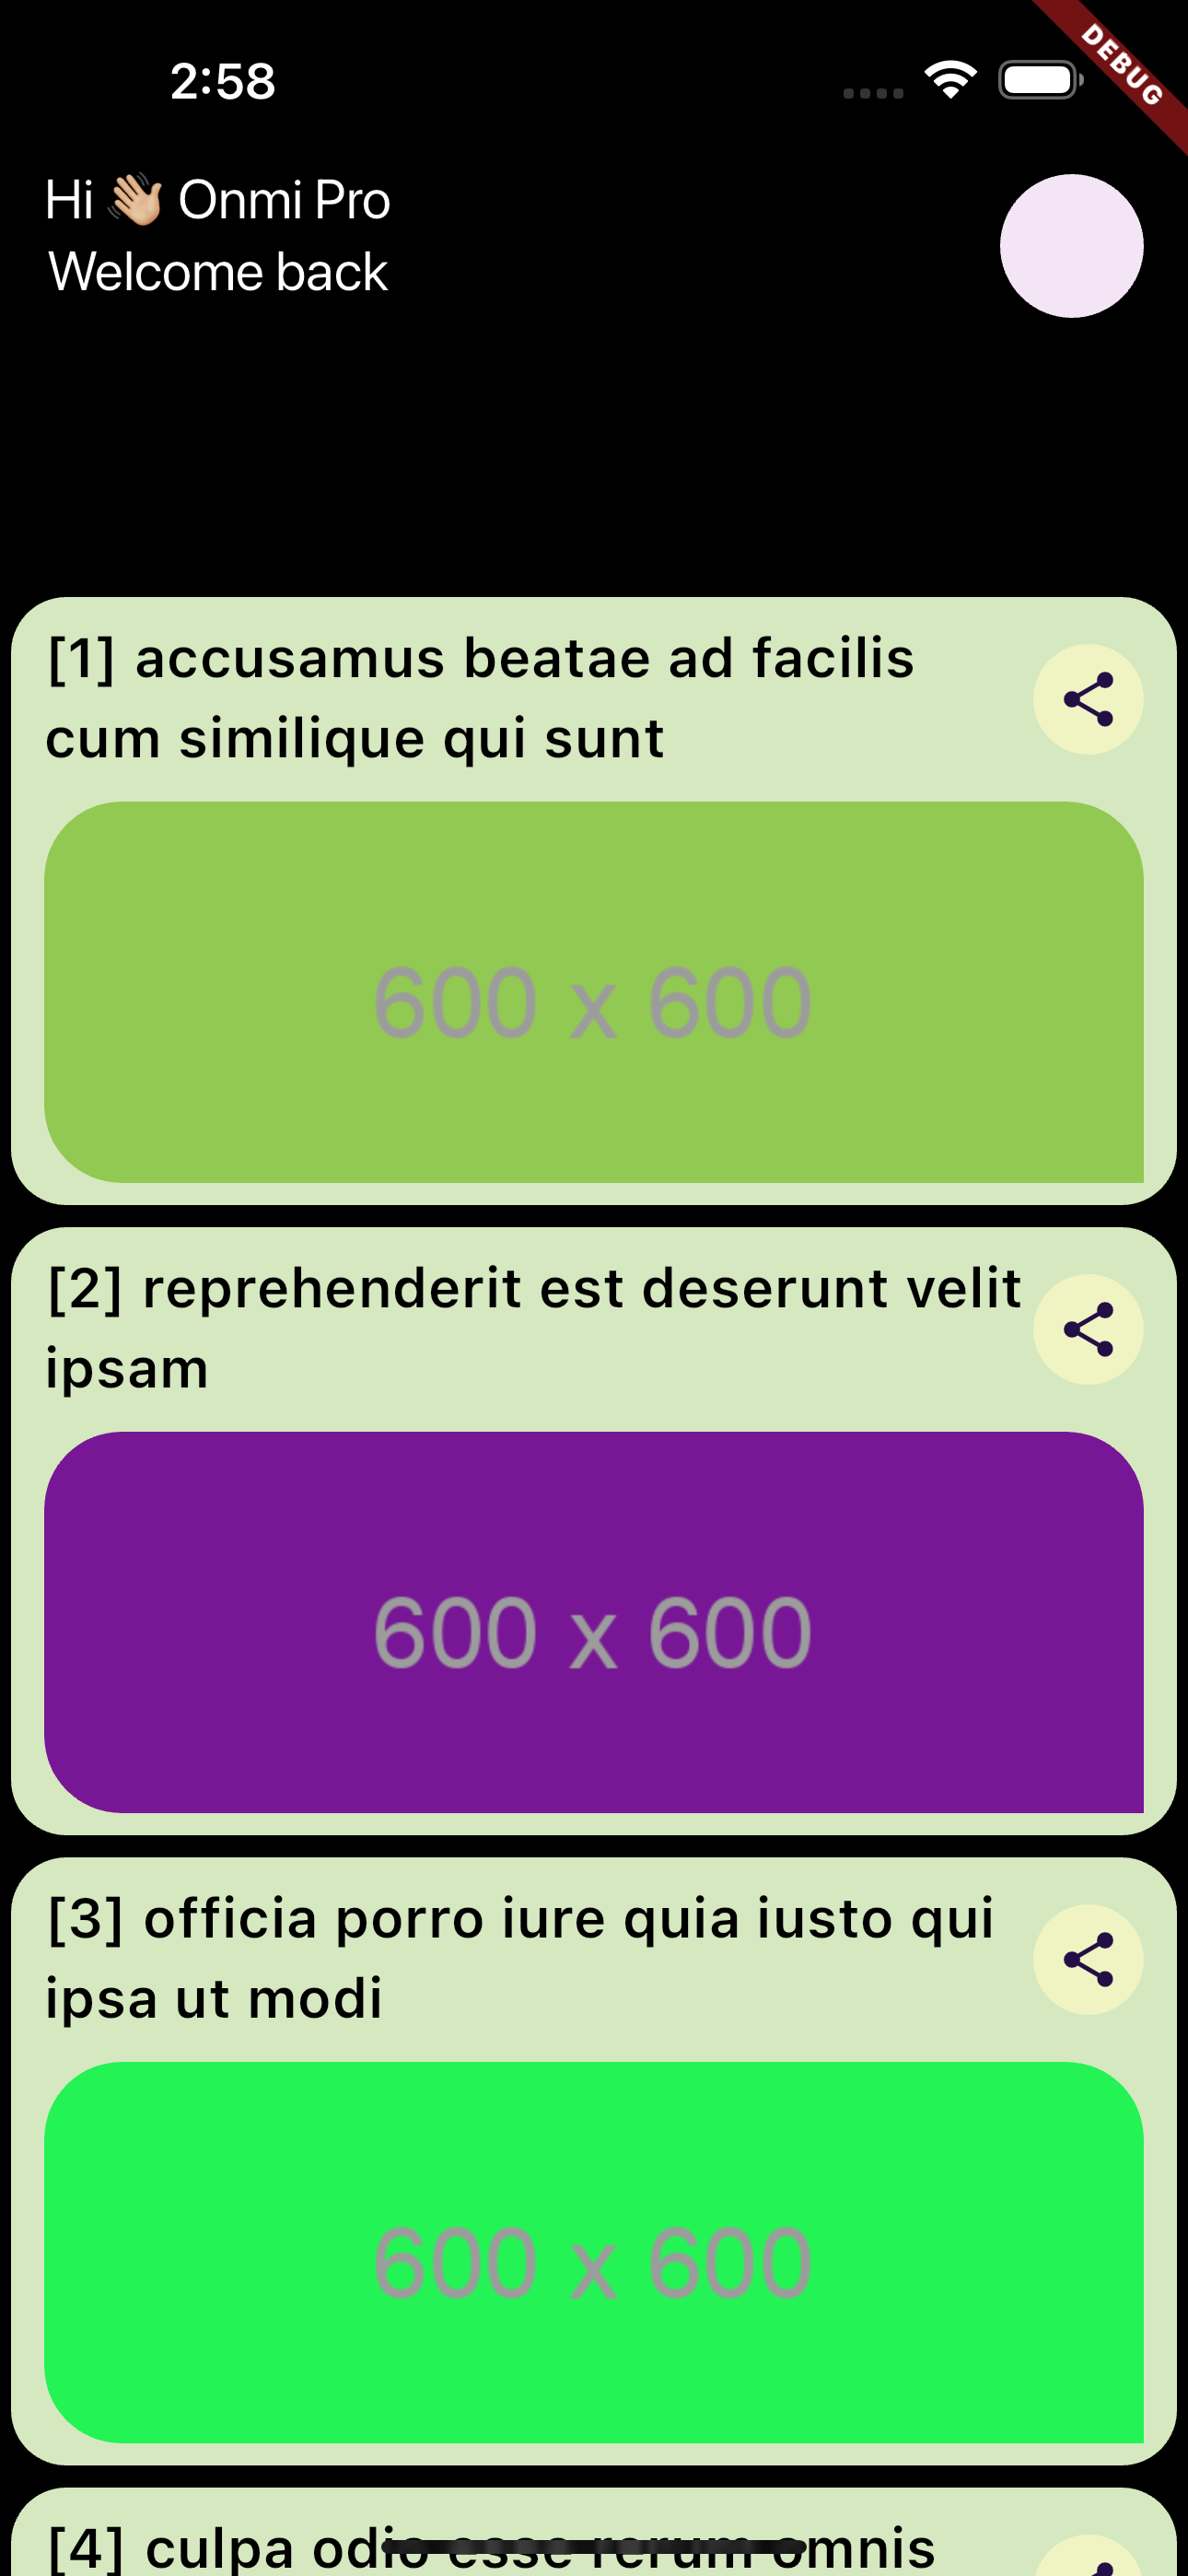 2:58
DEBUG
Hi 👋🏼 Onmi Pro
Welcome back
[1] accusamus beatae ad facilis
cum similique qui sunt
600 x 600
[2] reprehenderit est deserunt velit
ipsam
600 x 600
[3] officia porro iure quia iusto qui
ipsa ut modi
600 x 600
[4] culpa odio esse rerum omnis